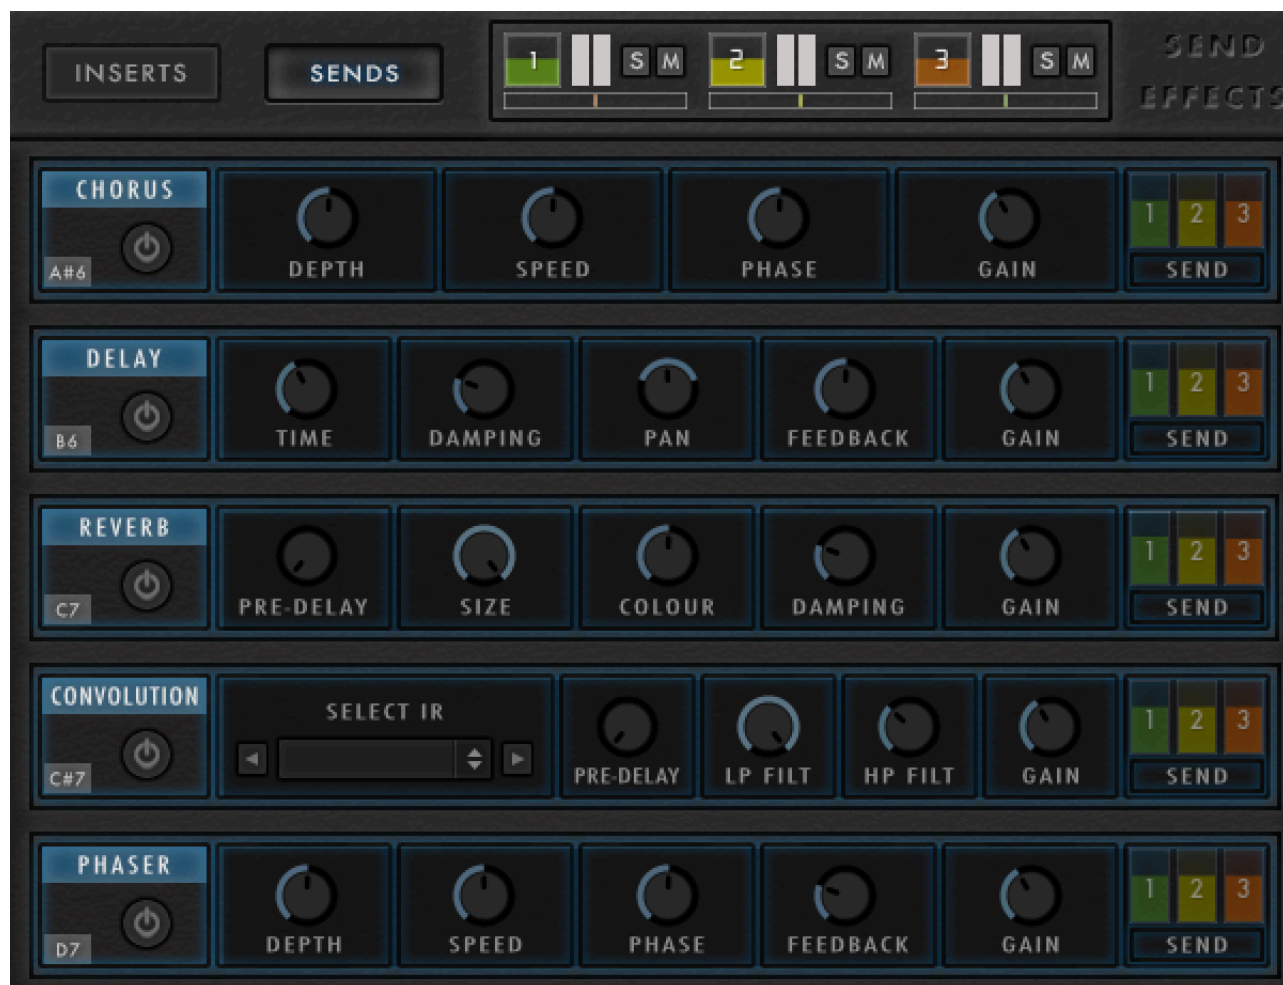 INSERTS
SENDS
1 S M
2 S M
3 S M
SEND
EFFECTS
CHORUS
A#6
DEPTH
SPEED
PHASE
GAIN
1 2 3
SEND
DELAY
B6
TIME
DAMPING
PAN
FEEDBACK
GAIN
1 2 3
SEND
REVERB
C7
PRE-DELAY
SIZE
COLOUR
DAMPING
GAIN
1 2 3
SEND
CONVOLUTION
C#7
SELECT IR
PRE-DELAY
LP FILT
HP FILT
GAIN
1 2 3
SEND
PHASER
D7
DEPTH
SPEED
PHASE
FEEDBACK
GAIN
1 2 3
SEND